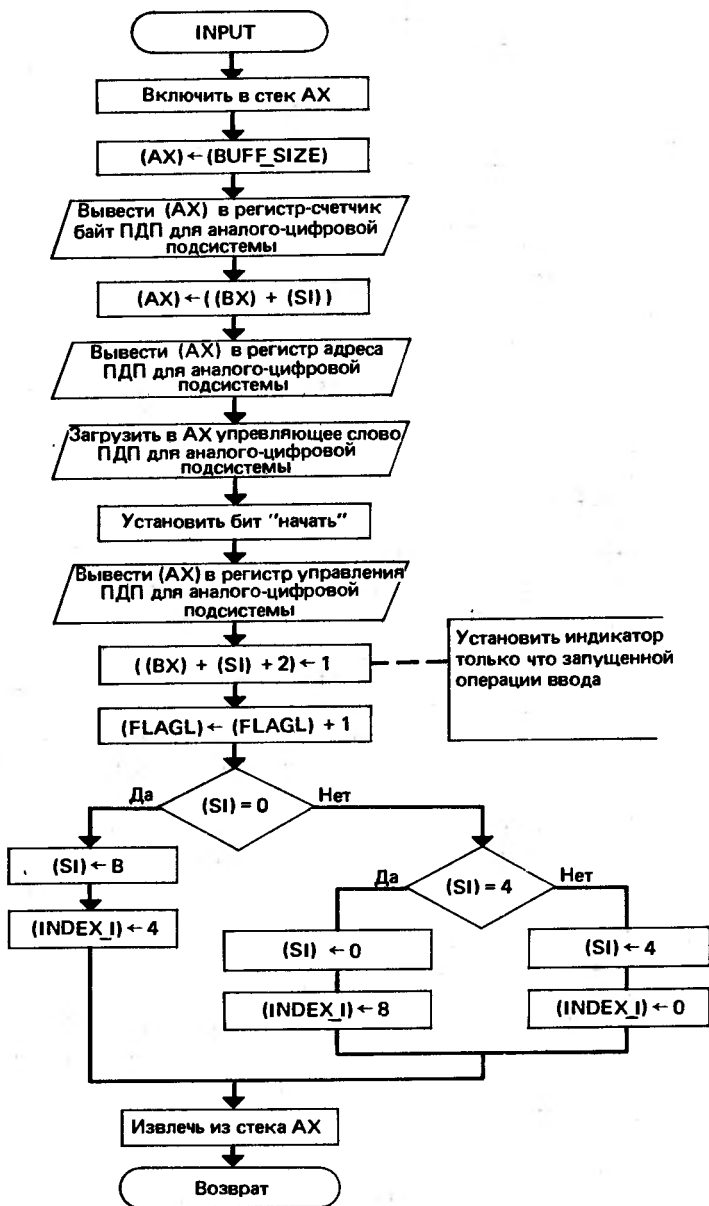 INPUT
Включить в стек AX
(AX) ← (BUFF_SIZE)
Вывести (AX) в регистр-счетчик
байт ПДП для аналого-цифровой
подсистемы
(AX) ← ((BX) + (SI))
Вывести (AX) в регистр адреса
ПДП для аналого-цифровой
подсистемы
Загрузить в AX упревляющее слово
ПДП для аналого-цифровой
подсистемы
Установить бит "начать"
Вывести (AX) в регистр управления
ПДП для аналого-цифровой
подсистемы
((BX) + (SI) + 2) ← 1
Установить индикатор
только что запущенной
операции ввода
(FLAGL) ← (FLAGL) + 1
Да
(SI) = 0
Нет
(SI) ← B
(INDEX_I) ← 4
Да
(SI) = 4
Нет
(SI) ← 0
(SI) ← 4
(INDEX_I) ← 8
(INDEX_I) ← 0
Извлечь из стека AX
Возврат